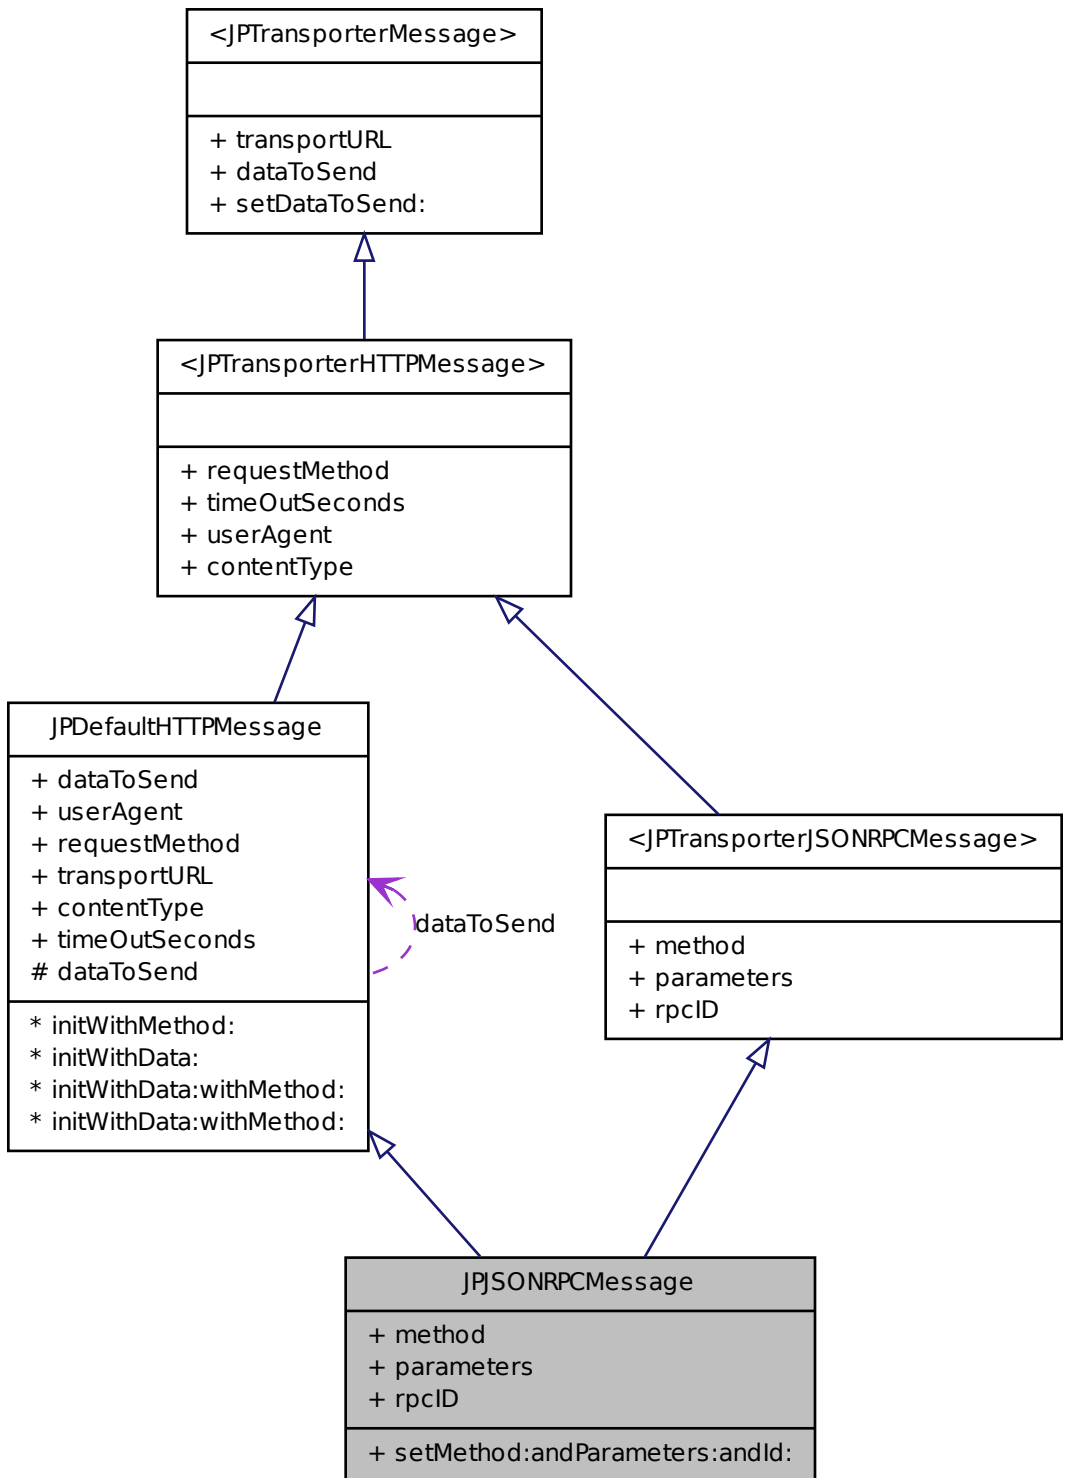 <JPTransporterMessage>
+ transportURL
+ dataToSend
+ setDataToSend:
<JPTransporterHTTPMessage>
+ requestMethod
+ timeOutSeconds
+ userAgent
+ contentType
JPDefaultHTTPMessage
+ dataToSend
+ userAgent
+ requestMethod
+ transportURL
+ contentType
+ timeOutSeconds
# dataToSend
* initWithMethod:
* initWithData:
* initWithData:withMethod:
* initWithData:withMethod:
dataToSend
<JPTransporterJSONRPCMessage>
+ method
+ parameters
+ rpcID
JPJSONRPCMessage
+ method
+ parameters
+ rpcID
+ setMethod:andParameters:andId: